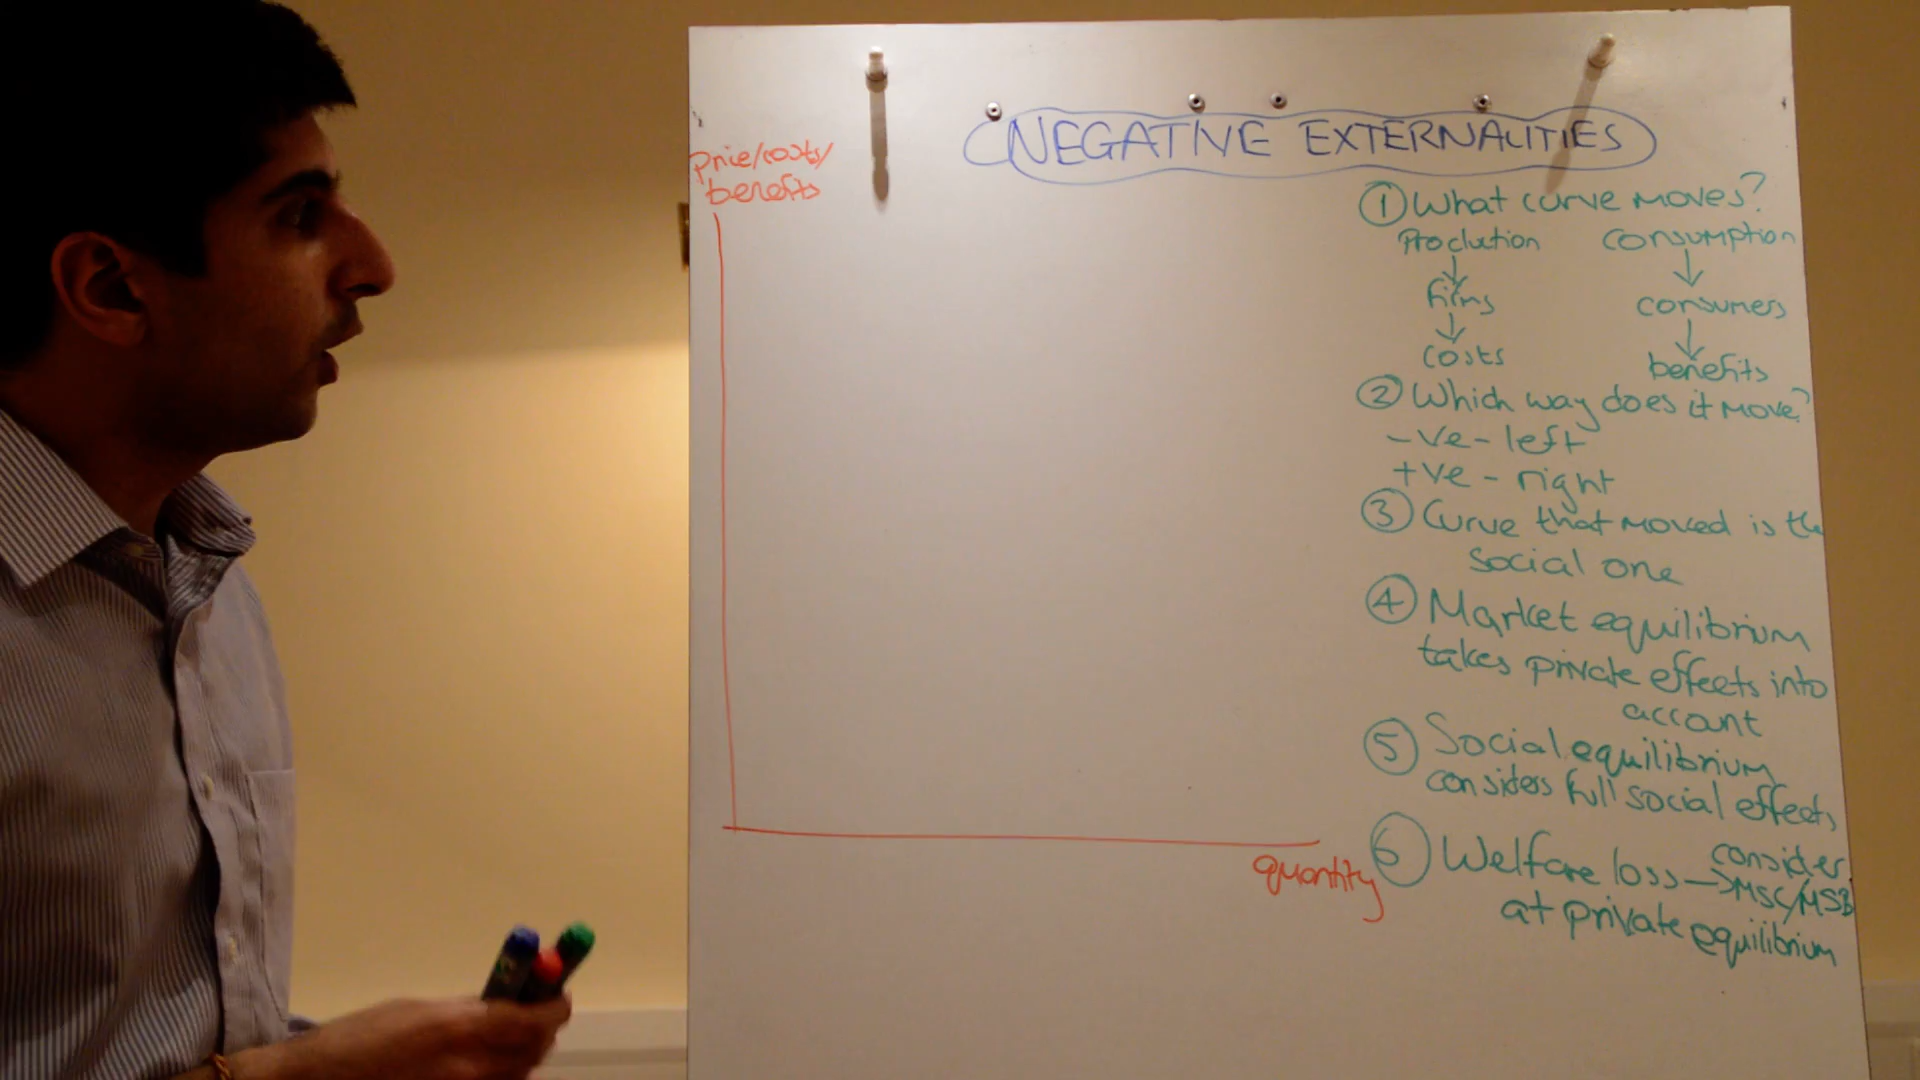 NEGATIVE EXTERNALITIES
price/costs/
benefits
① What curve moves?
Production consumption
firms consumers
costs benefits
② Which way does it move?
-ve - left
+ve - right
③ Curve that moved is the
social one
④ Market equilibrium
takes private effects into
account
⑤ Social equilibrium
considers full social effects
⑥ Welfare loss → consider
MSC/MSB
at private equilibrium
quantity